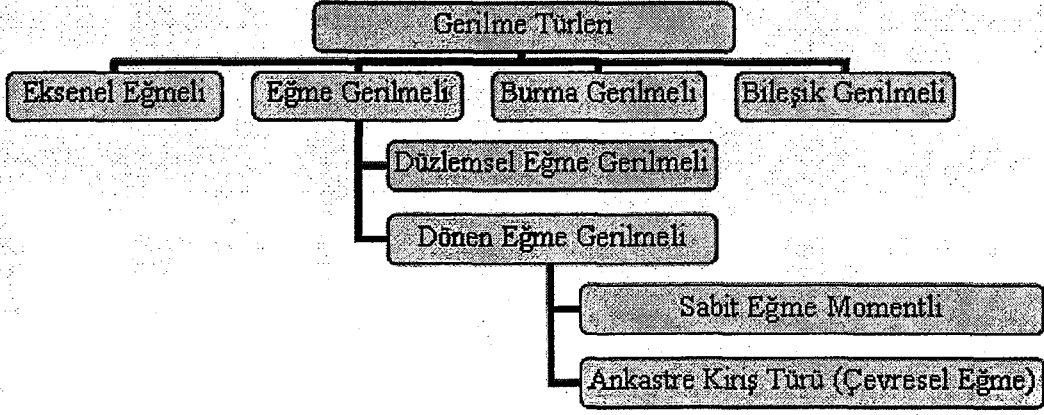 Gerilme Türleri
Eksenel Eğmeli
Eğme Gerilmeli
Burma Gerilmeli
Bileşik Gerilmeli
Düzlemsel Eğme Gerilmeli
Dönen Eğme Gerilmeli
Sabit Eğme Momentli
Ankastre Kiriş Türü (Çevresel Eğme)